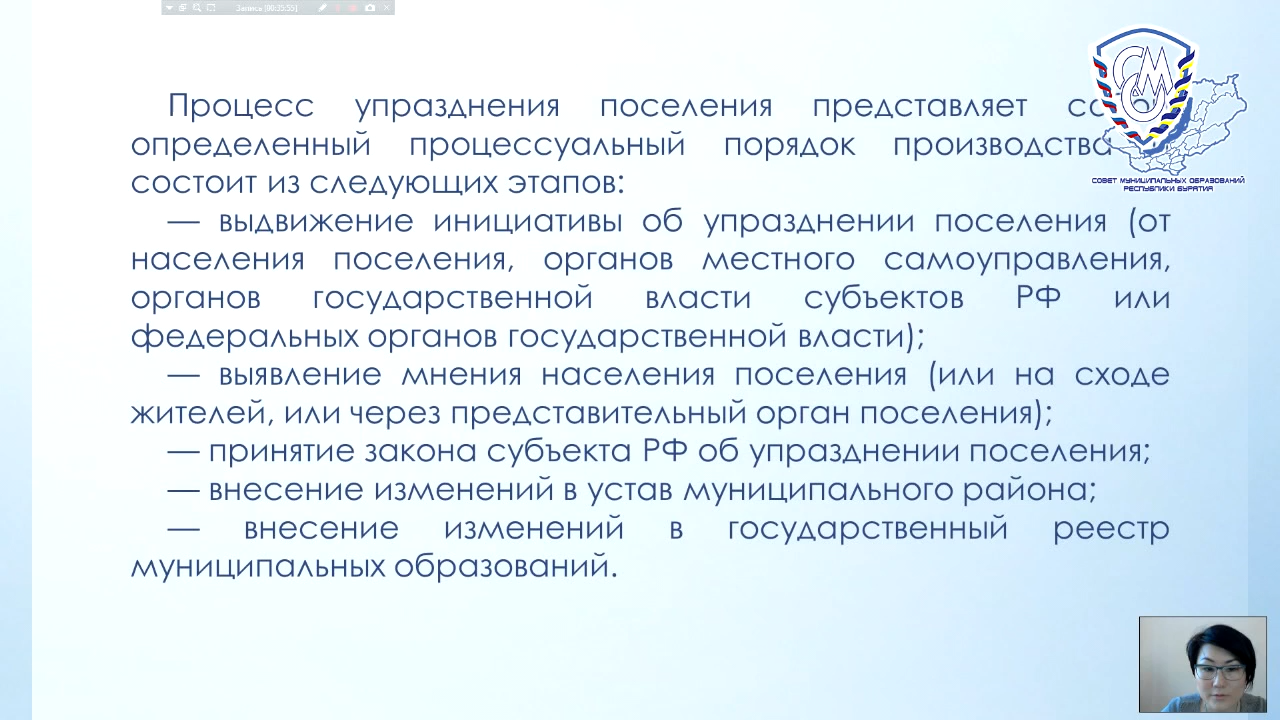 Запись [00:35:55]
Процесс упразднения поселения представляет
определенный процессуальный порядок производства
состоит из следующих этапов:
— выдвижение инициативы об упразднении поселения (от
населения поселения, органов местного самоуправления,
органов государственной власти субъектов РФ или
федеральных органов государственной власти);
— выявление мнения населения поселения (или на сходе
жителей, или через представительный орган поселения);
— принятие закона субъекта РФ об упразднении поселения;
— внесение изменений в устав муниципального района;
— внесение изменений в государственный реестр
муниципальных образований.
СМ
СОВЕТ МУНИЦИПАЛЬНЫХ ОБРАЗОВАНИЙ
РЕСПУБЛИКИ БУРЯТИЯ